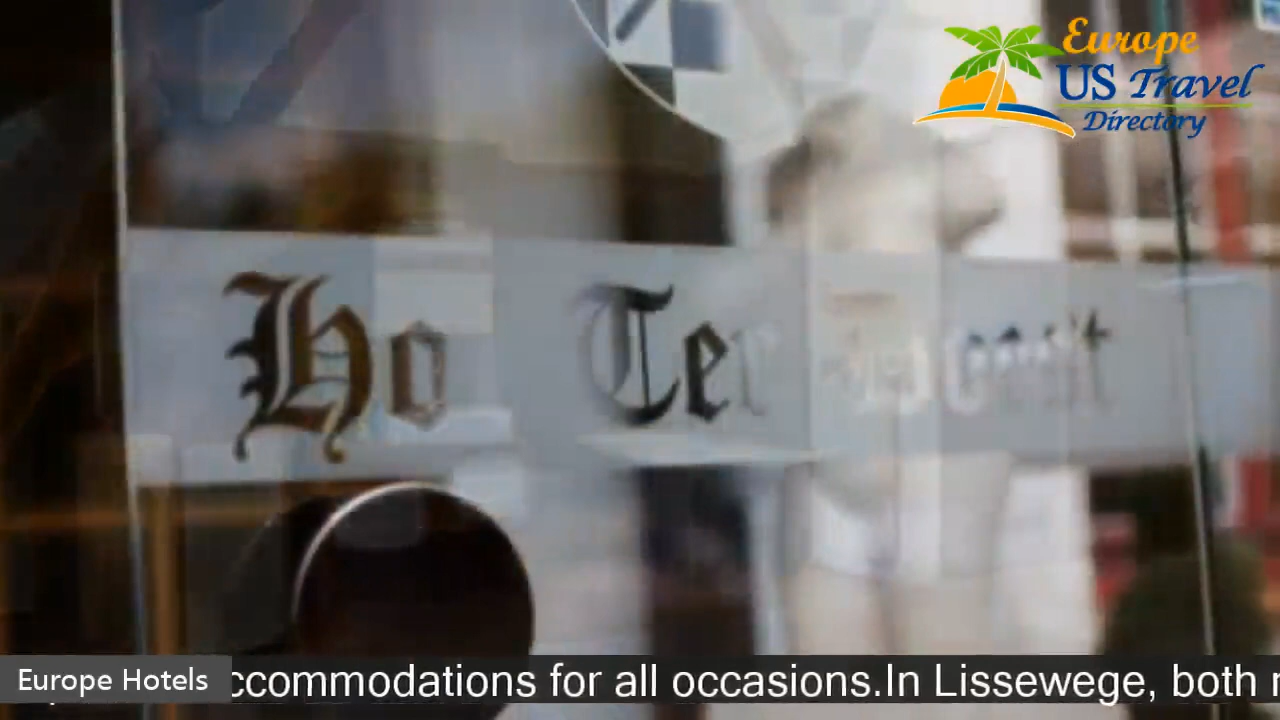 Europe
US Travel
Directory
Ho Ter
Europe Hotels
ccommodations for all occasions.In Lissewege, both